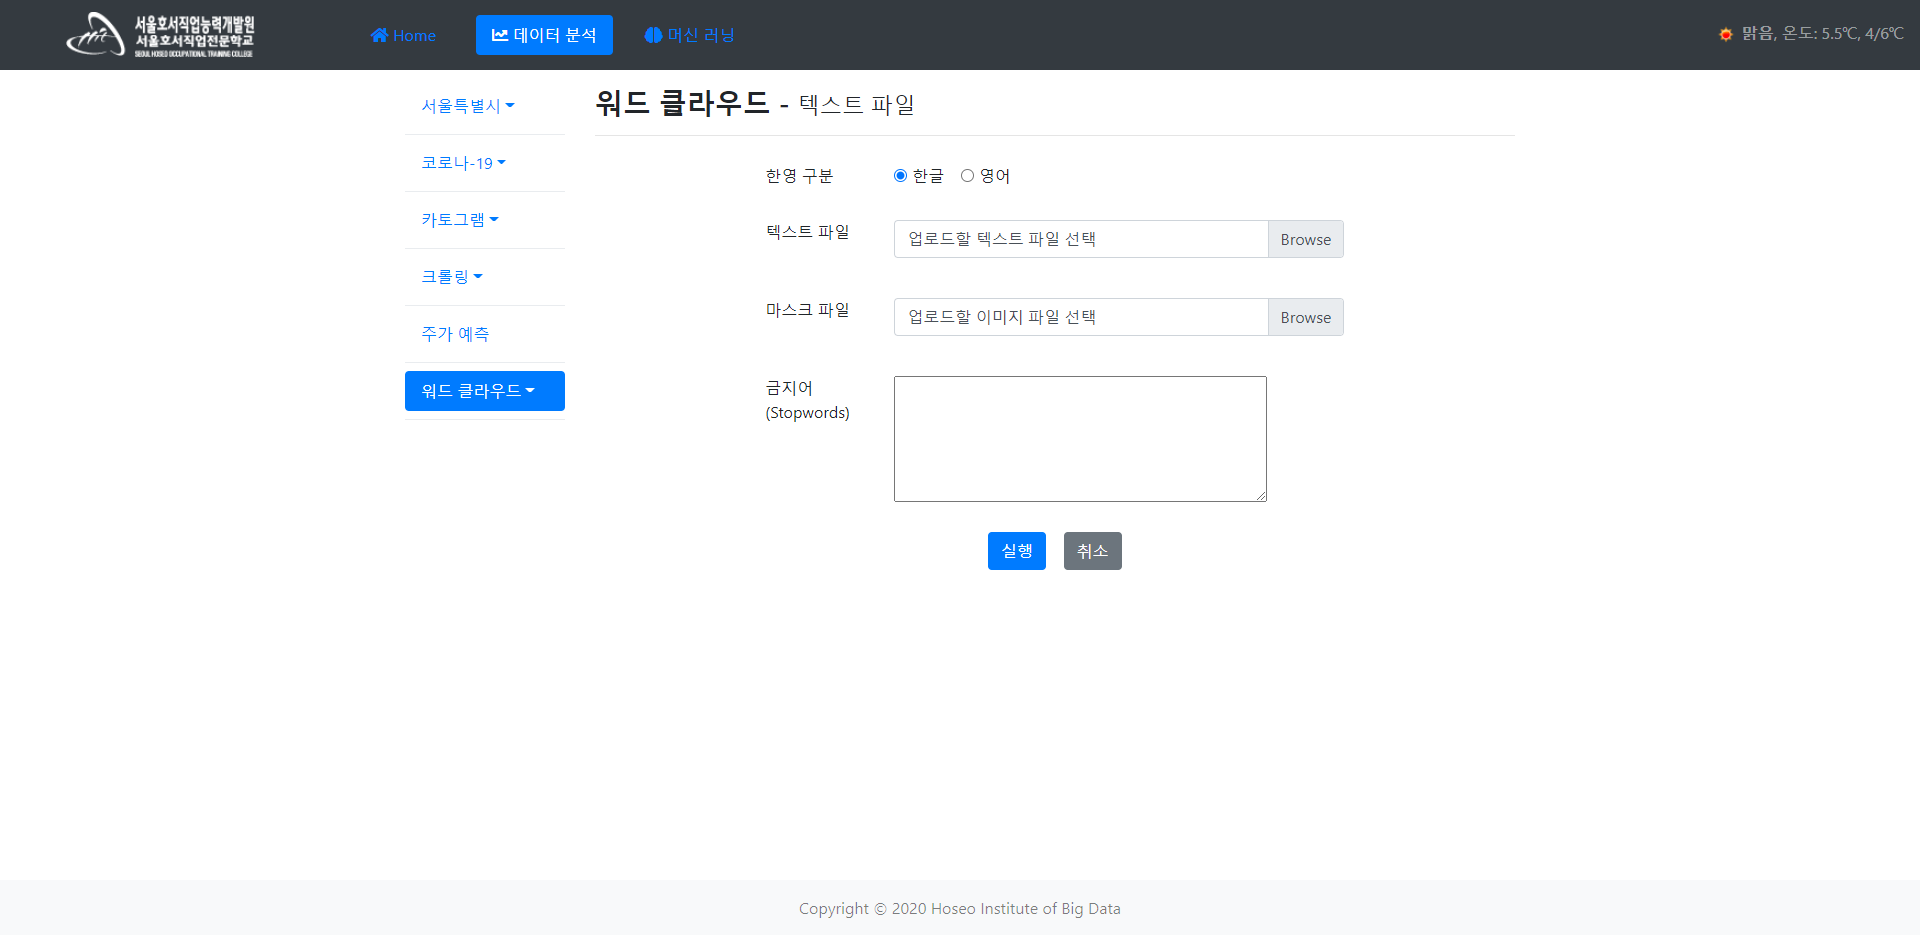 서울호서직업능력개발원
서울호서직업전문학교
SEOUL HOSEO OCCUPATIONAL TRAINING COLLEGE
Home
데이터 분석
머신 러닝
맑음, 온도: 5.5℃, 4/6℃
서울특별시
코로나-19
카토그램
크롤링
주가 예측
워드 클라우드
워드 클라우드 - 텍스트 파일
한영 구분
한글
영어
텍스트 파일
업로드할 텍스트 파일 선택
Browse
마스크 파일
업로드할 이미지 파일 선택
Browse
금지어
(Stopwords)
실행
취소
Copyright © 2020 Hoseo Institute of Big Data